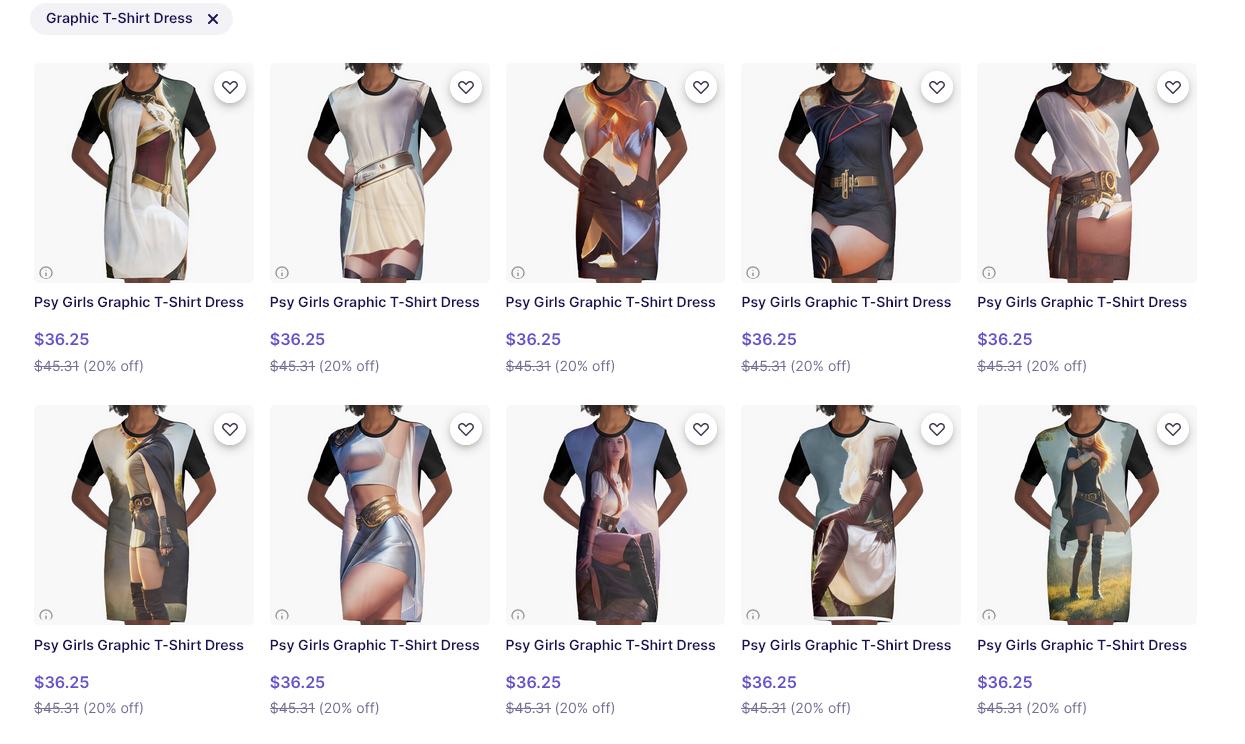 Graphic T-Shirt Dress
Psy Girls Graphic T-Shirt Dress
Psy Girls Graphic T-Shirt Dress
Psy Girls Graphic T-Shirt Dress
Psy Girls Graphic T-Shirt Dress
Psy Girls Graphic T-Shirt Dress
$36.25
$36.25
$36.25
$36.25
$36.25
$45.31 (20% off)
$45.31 (20% off)
$45.31 (20% off)
$45.31 (20% off)
$45.31 (20% off)
Psy Girls Graphic T-Shirt Dress
Psy Girls Graphic T-Shirt Dress
Psy Girls Graphic T-Shirt Dress
Psy Girls Graphic T-Shirt Dress
Psy Girls Graphic T-Shirt Dress
$36.25
$36.25
$36.25
$36.25
$36.25
$45.31 (20% off)
$45.31 (20% off)
$45.31 (20% off)
$45.31 (20% off)
$45.31 (20% off)